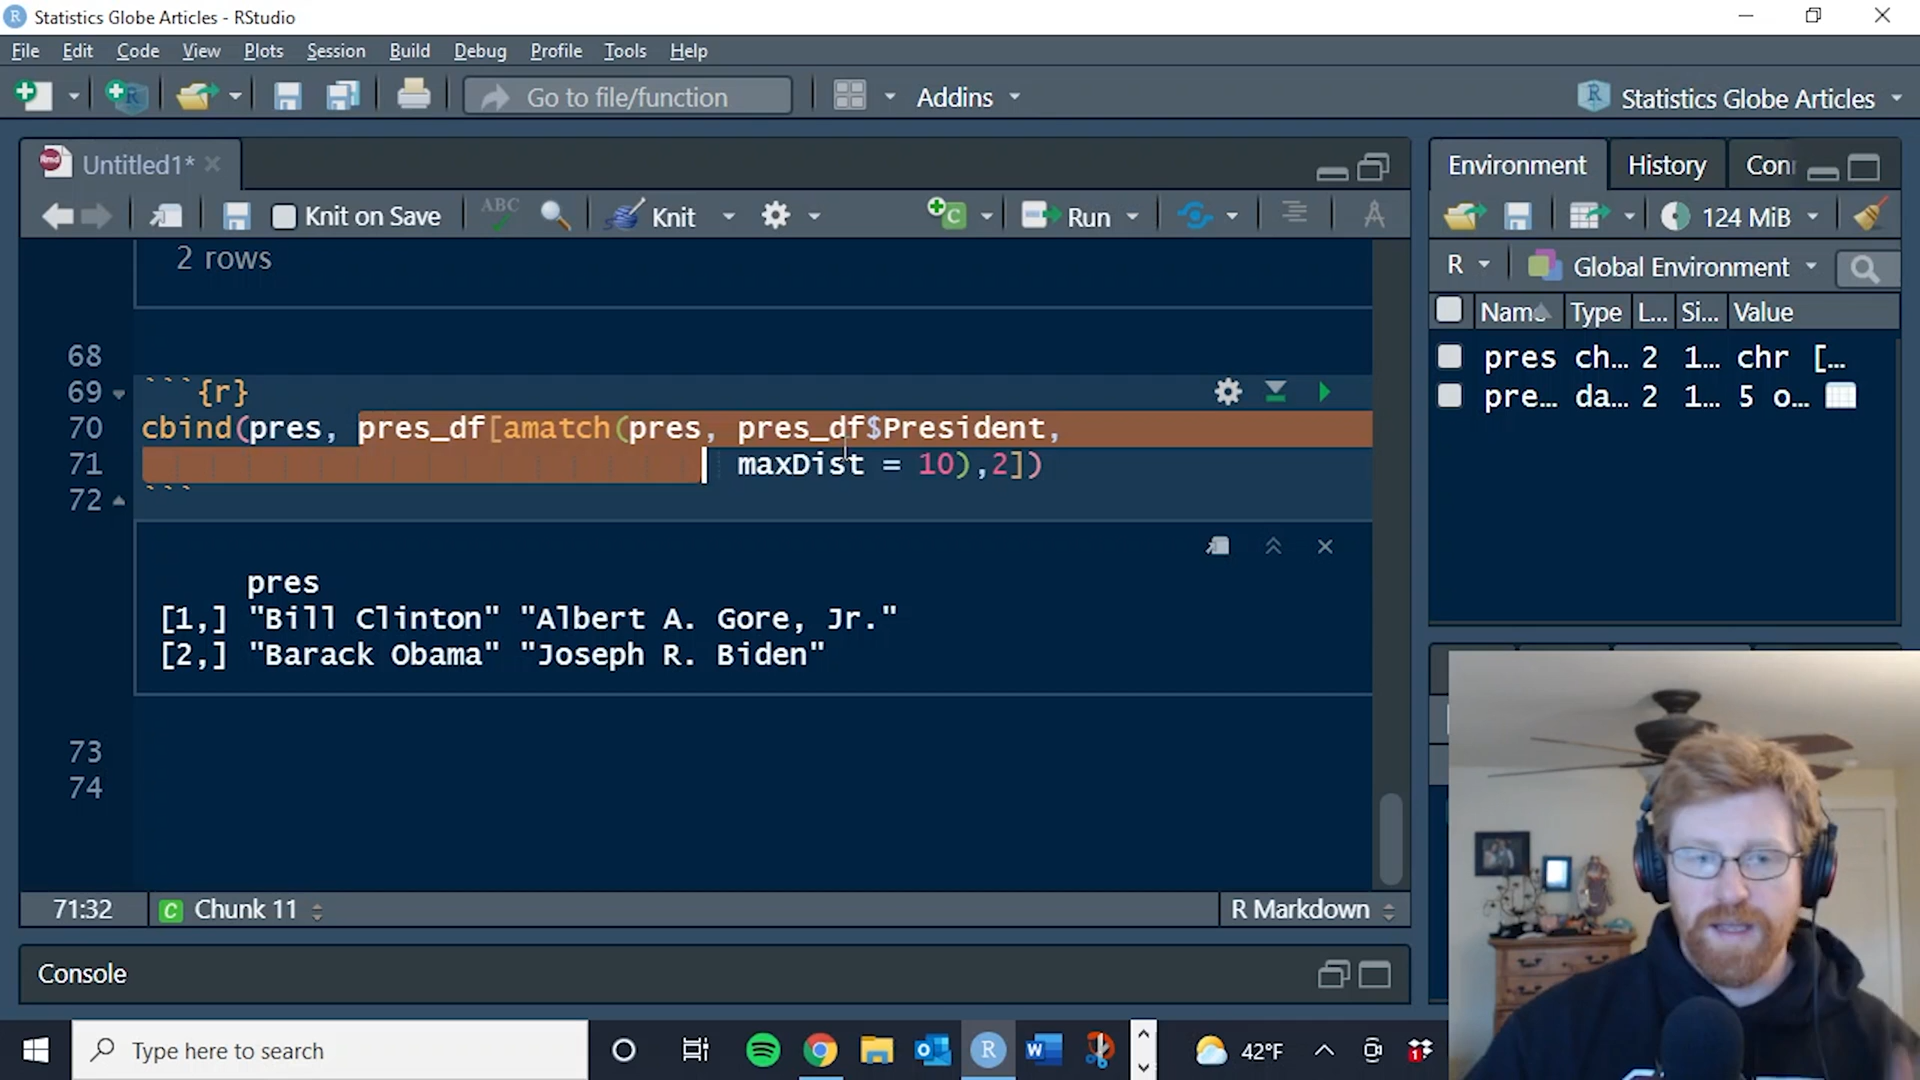 Statistics Globe Articles - RStudio
File Edit Code View Plots Session Build Debug Profile Tools Help
Go to file/function Addins Statistics Globe Articles
Untitled1*
Environment History Con
ABC Knit on Save Knit Run 124 MiB
R Global Environment
Name Type L... Si... Value
pres ch... 2 1... chr [...
pre... da... 2 1... 5 o...
2 rows
68
69 ```{r}
70 cbind(pres, pres_df[amatch(pres, pres_df$President,
71 maxDist = 10),2])
72 ```
pres
[1,] "Bill Clinton" "Albert A. Gore, Jr."
[2,] "Barack Obama" "Joseph R. Biden"
73
74
71:32 C Chunk 11 R Markdown
Console
Type here to search
42°F